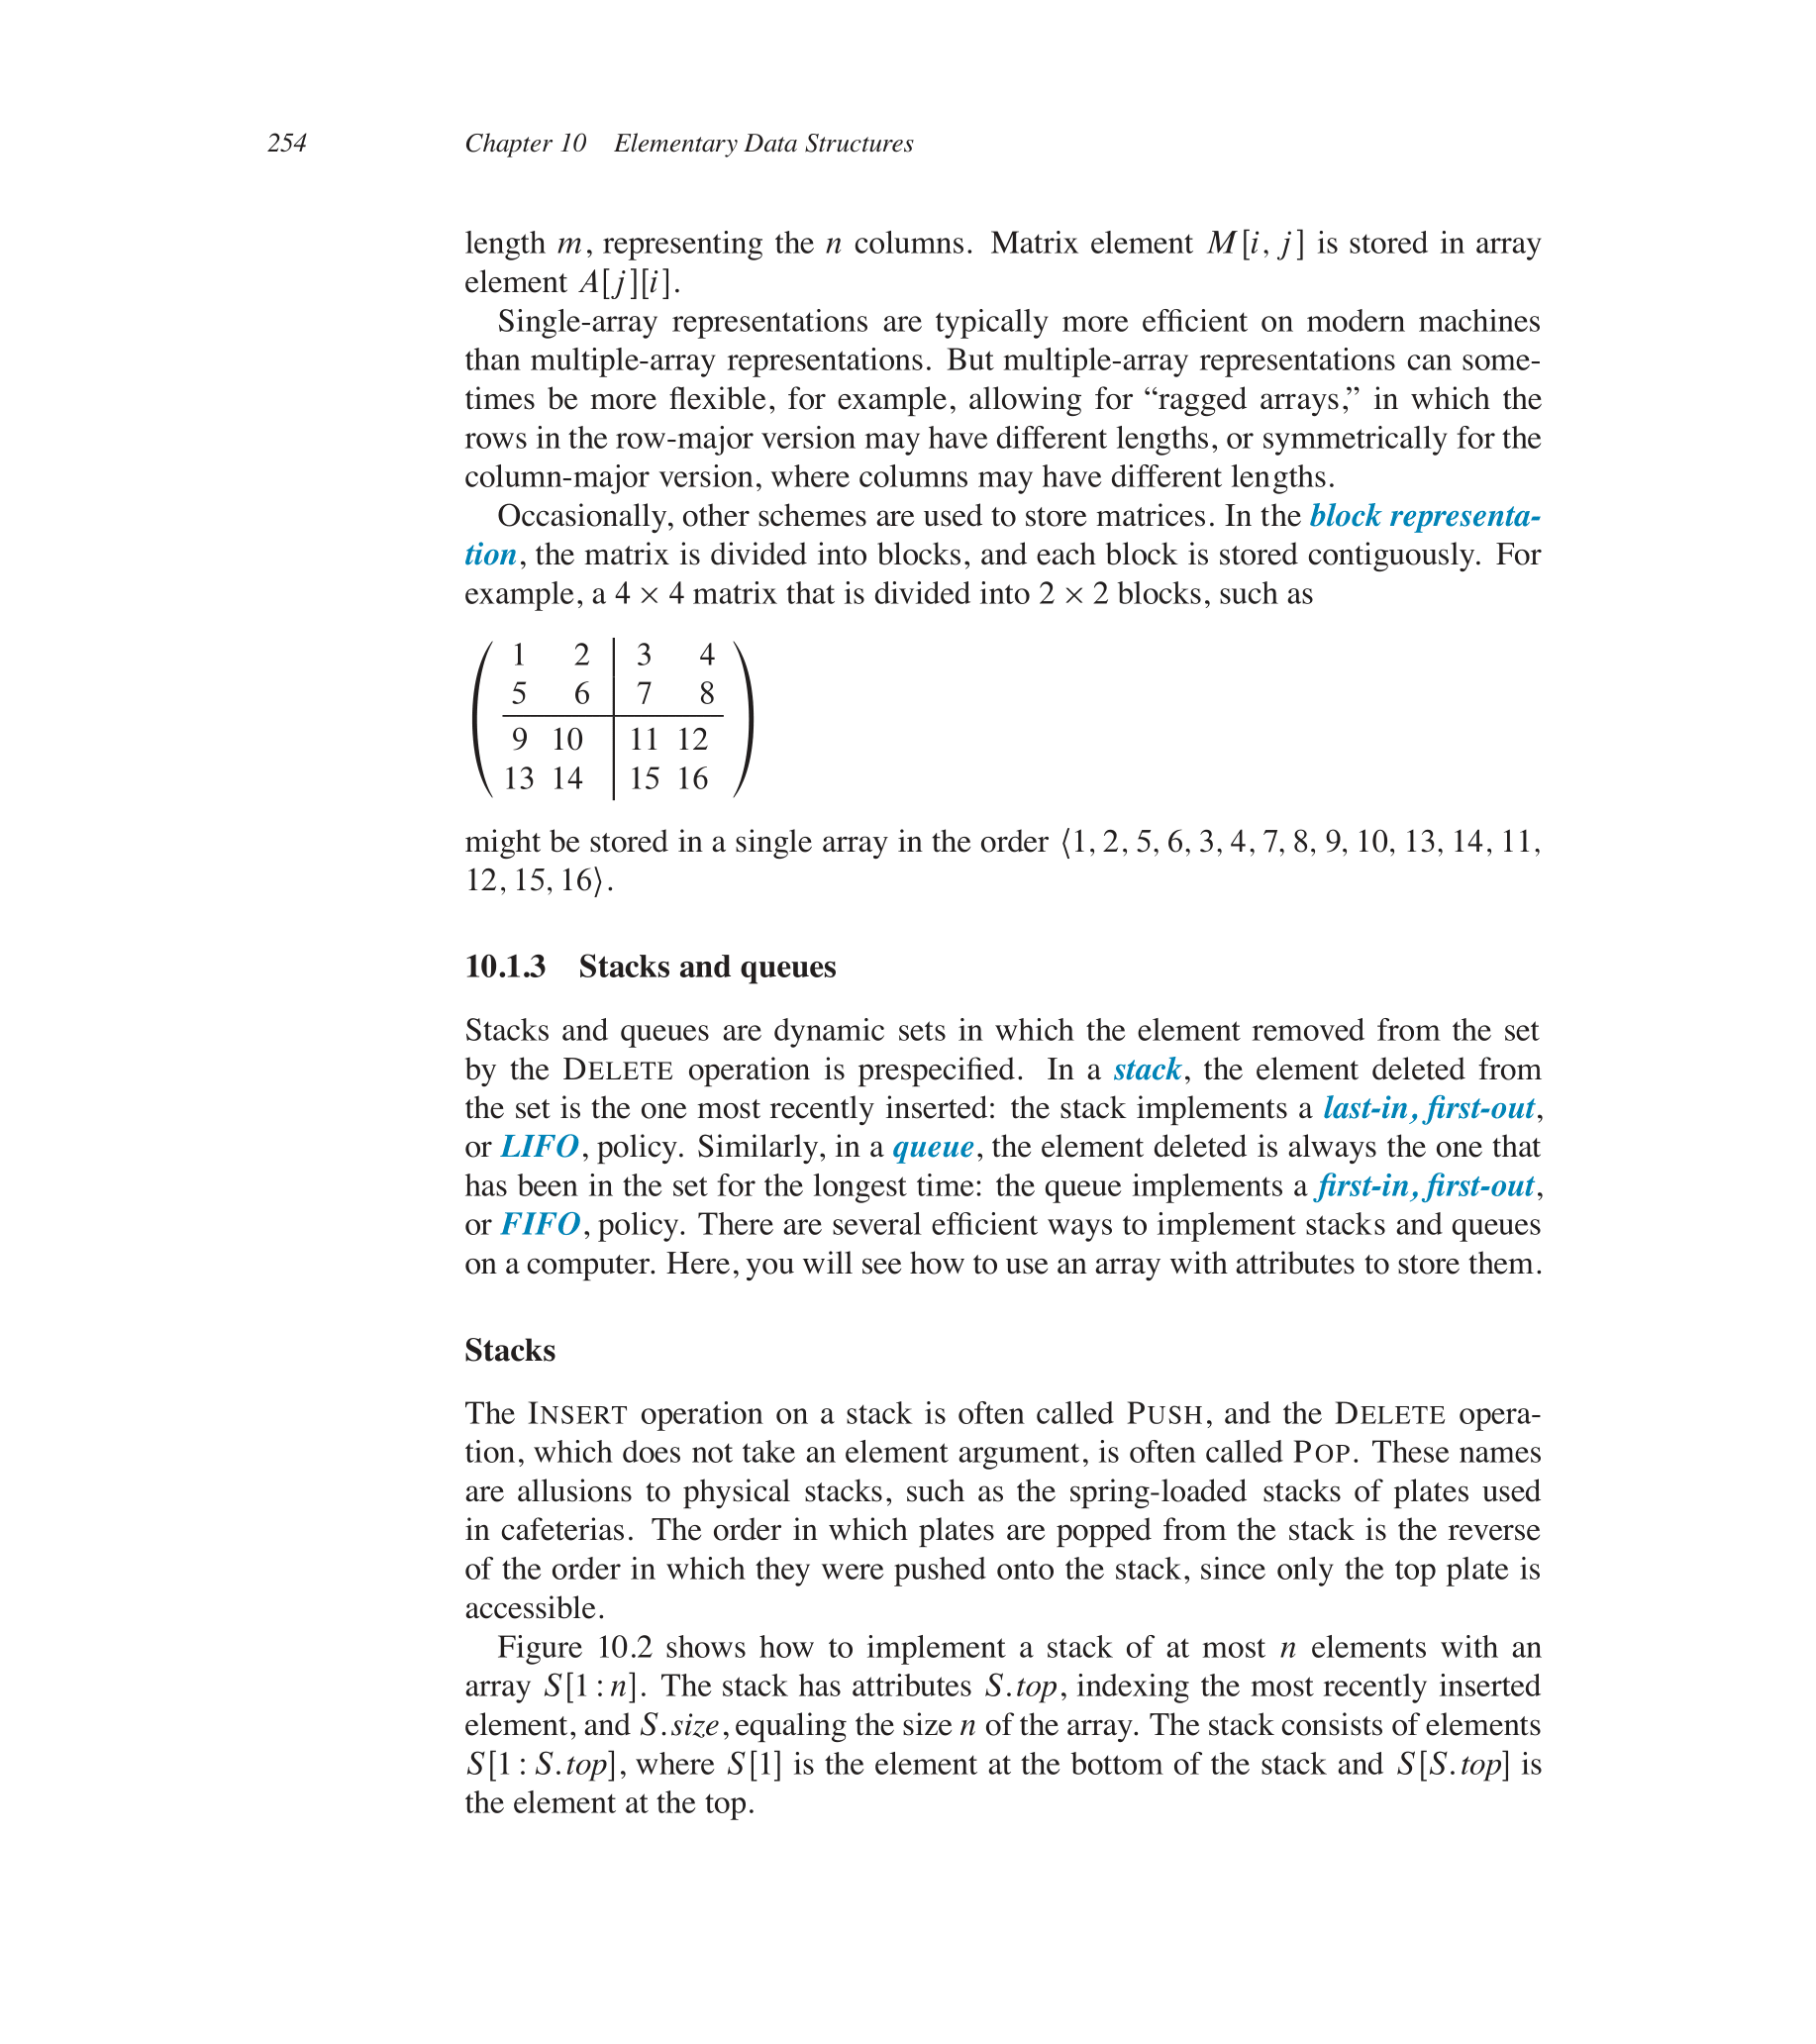 254 Chapter 10 Elementary Data Structures
length m, representing the n columns. Matrix element M[i, j] is stored in array
element A[j][i].
Single-array representations are typically more efficient on modern machines
than multiple-array representations. But multiple-array representations can some-
times be more flexible, for example, allowing for “ragged arrays,” in which the
rows in the row-major version may have different lengths, or symmetrically for the
column-major version, where columns may have different lengths.
Occasionally, other schemes are used to store matrices. In the block representa-
tion, the matrix is divided into blocks, and each block is stored contiguously. For
example, a 4 × 4 matrix that is divided into 2 × 2 blocks, such as
1 2 3 4
5 6 7 8
9 10 11 12
13 14 15 16
might be stored in a single array in the order ⟨1, 2, 5, 6, 3, 4, 7, 8, 9, 10, 13, 14, 11,
12, 15, 16⟩.
10.1.3 Stacks and queues
Stacks and queues are dynamic sets in which the element removed from the set
by the DELETE operation is prespecified. In a stack, the element deleted from
the set is the one most recently inserted: the stack implements a last-in, first-out,
or LIFO, policy. Similarly, in a queue, the element deleted is always the one that
has been in the set for the longest time: the queue implements a first-in, first-out,
or FIFO, policy. There are several efficient ways to implement stacks and queues
on a computer. Here, you will see how to use an array with attributes to store them.
Stacks
The INSERT operation on a stack is often called PUSH, and the DELETE opera-
tion, which does not take an element argument, is often called POP. These names
are allusions to physical stacks, such as the spring-loaded stacks of plates used
in cafeterias. The order in which plates are popped from the stack is the reverse
of the order in which they were pushed onto the stack, since only the top plate is
accessible.
Figure 10.2 shows how to implement a stack of at most n elements with an
array S[1 : n]. The stack has attributes S.top, indexing the most recently inserted
element, and S.size, equaling the size n of the array. The stack consists of elements
S[1 : S.top], where S[1] is the element at the bottom of the stack and S[S.top] is
the element at the top.